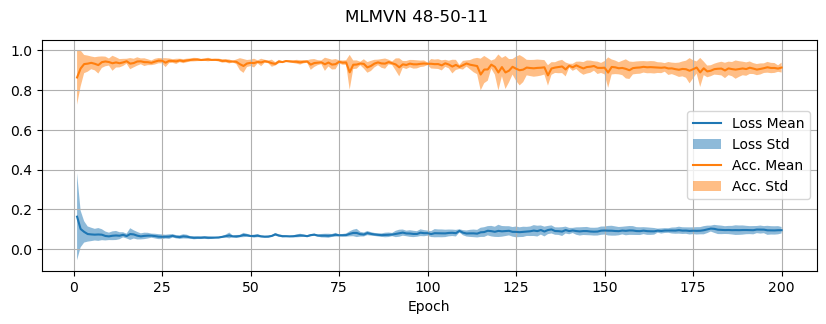 MLMVN 48-50-11
1.0
0.8
0.6
0.4
0.2
0.0
Loss Mean
Loss Std
Acc. Mean
Acc. Std
0 25 50 75 100 125 150 175 200
Epoch